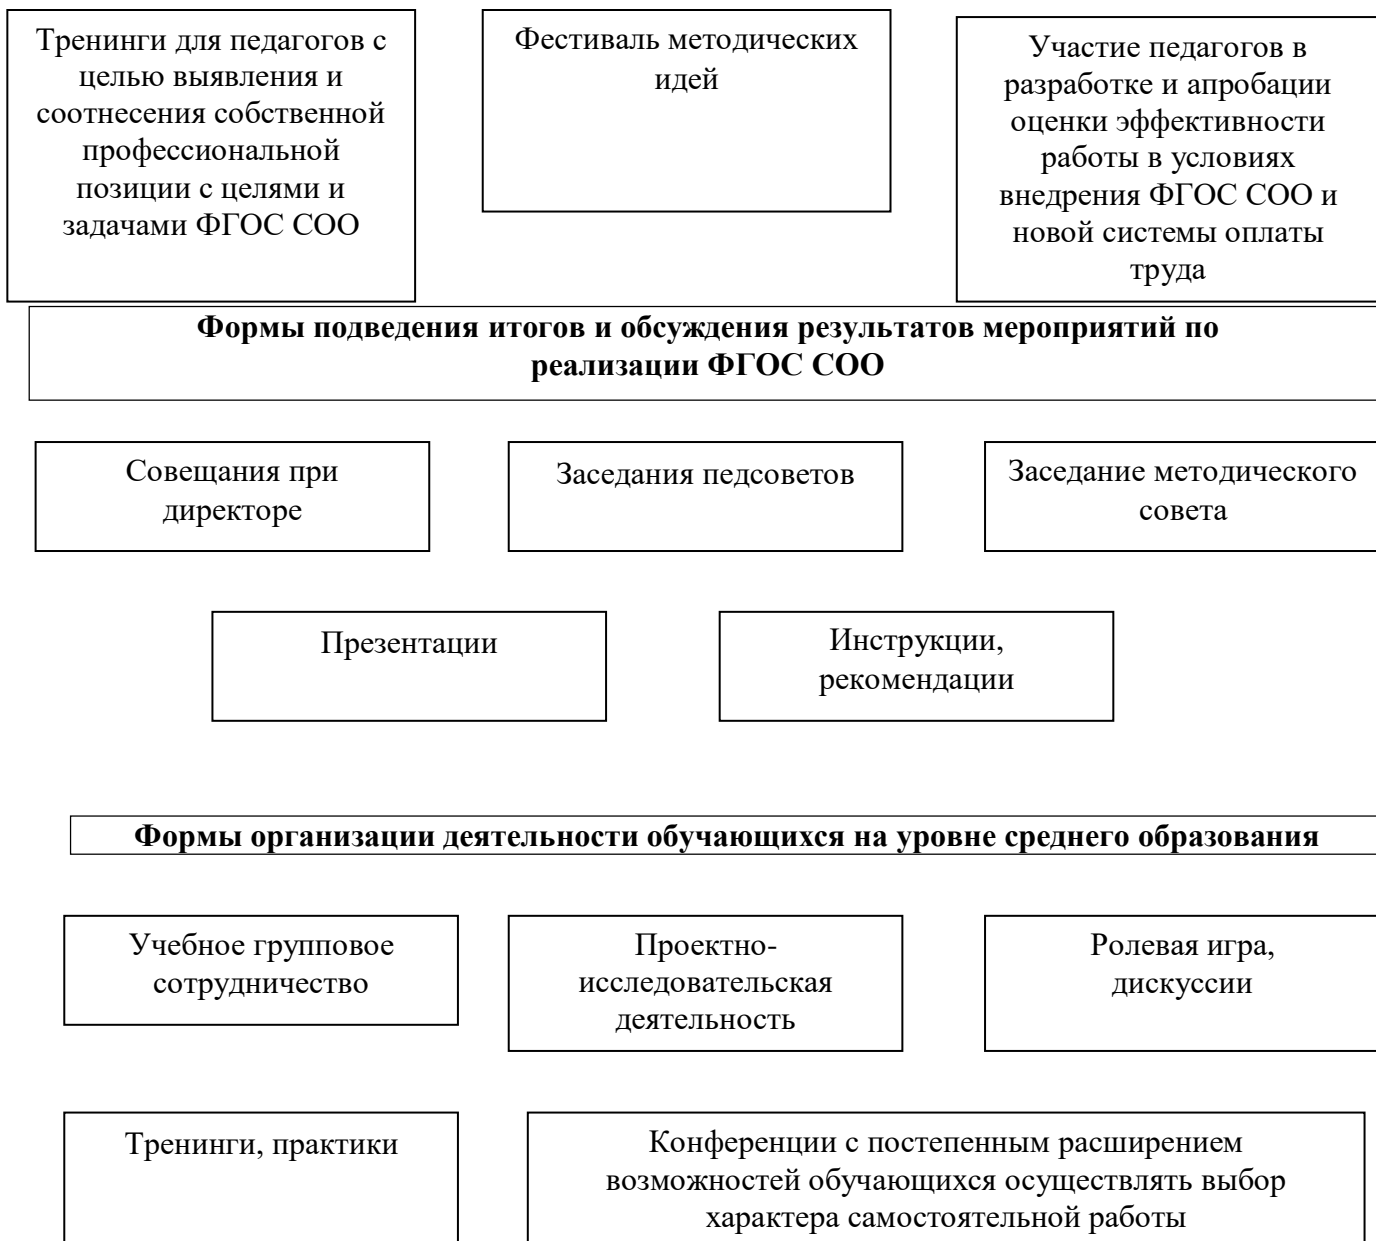 Тренинги для педагогов с
целью выявления и
соотнесения собственной
профессиональной
позиции с целями и
задачами ФГОС СОО
Фестиваль методических
идей
Участие педагогов в
разработке и апробации
оценки эффективности
работы в условиях
внедрения ФГОС СОО и
новой системы оплаты
труда
Формы подведения итогов и обсуждения результатов мероприятий по
реализации ФГОС СОО
Совещания при
директоре
Заседания педсоветов
Заседание методического
совета
Презентации
Инструкции,
рекомендации
Формы организации деятельности обучающихся на уровне среднего образования
Учебное групповое
сотрудничество
Проектно-
исследовательская
деятельность
Ролевая игра,
дискуссии
Тренинги, практики
Конференции с постепенным расширением
возможностей обучающихся осуществлять выбор
характера самостоятельной работы